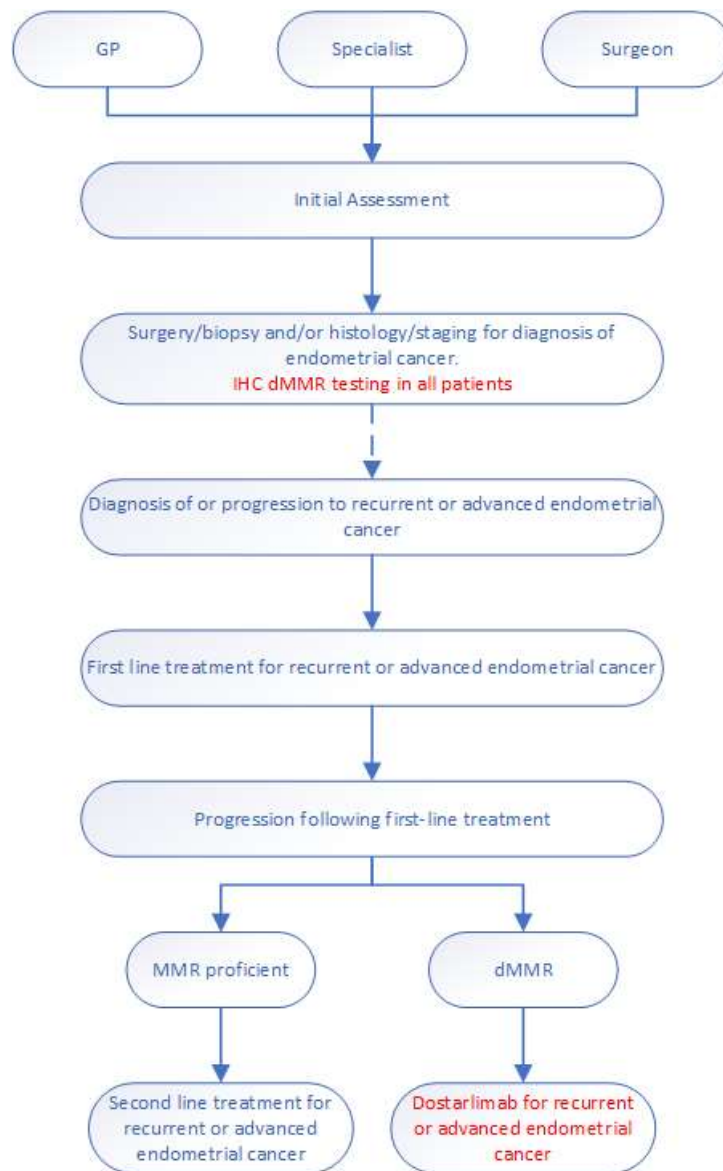 GP
Specialist
Surgeon
Initial Assessment
Surgery/biopsy and/or histology/staging for diagnosis of
endometrial cancer.
IHC dMMR testing in all patients
Diagnosis of or progression to recurrent or advanced endometrial
cancer
First line treatment for recurrent or advanced endometrial cancer
Progression following first-line treatment
MMR proficient
dMMR
Second line treatment for
recurrent or advanced
endometrial cancer
Dostarlimab for recurrent
or advanced endometrial
cancer